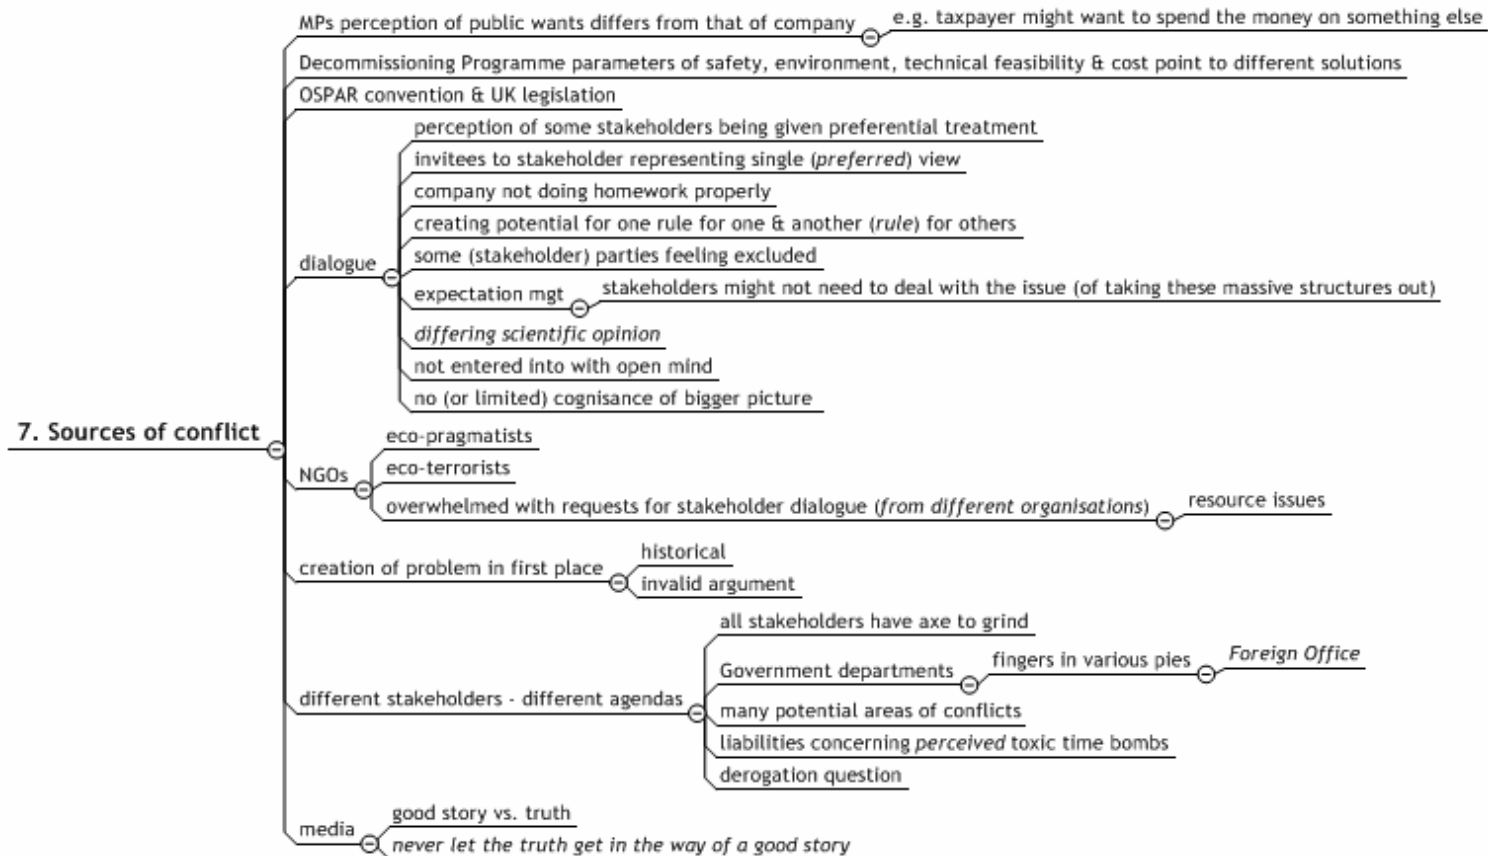 MPs perception of public wants differs from that of company
e.g. taxpayer might want to spend the money on something else
Decommissioning Programme parameters of safety, environment, technical feasibility & cost point to different solutions
OSPAR convention & UK legislation
dialogue
perception of some stakeholders being given preferential treatment
invitees to stakeholder representing single (preferred) view
company not doing homework properly
creating potential for one rule for one & another (rule) for others
some (stakeholder) parties feeling excluded
expectation mgt
stakeholders might not need to deal with the issue (of taking these massive structures out)
differing scientific opinion
not entered into with open mind
no (or limited) cognisance of bigger picture
7. Sources of conflict
NGOs
eco-pragmatists
eco-terrorists
overwhelmed with requests for stakeholder dialogue (from different organisations)
resource issues
creation of problem in first place
historical
invalid argument
different stakeholders - different agendas
all stakeholders have axe to grind
Government departments
fingers in various pies
Foreign Office
many potential areas of conflicts
liabilities concerning perceived toxic time bombs
derogation question
media
good story vs. truth
never let the truth get in the way of a good story